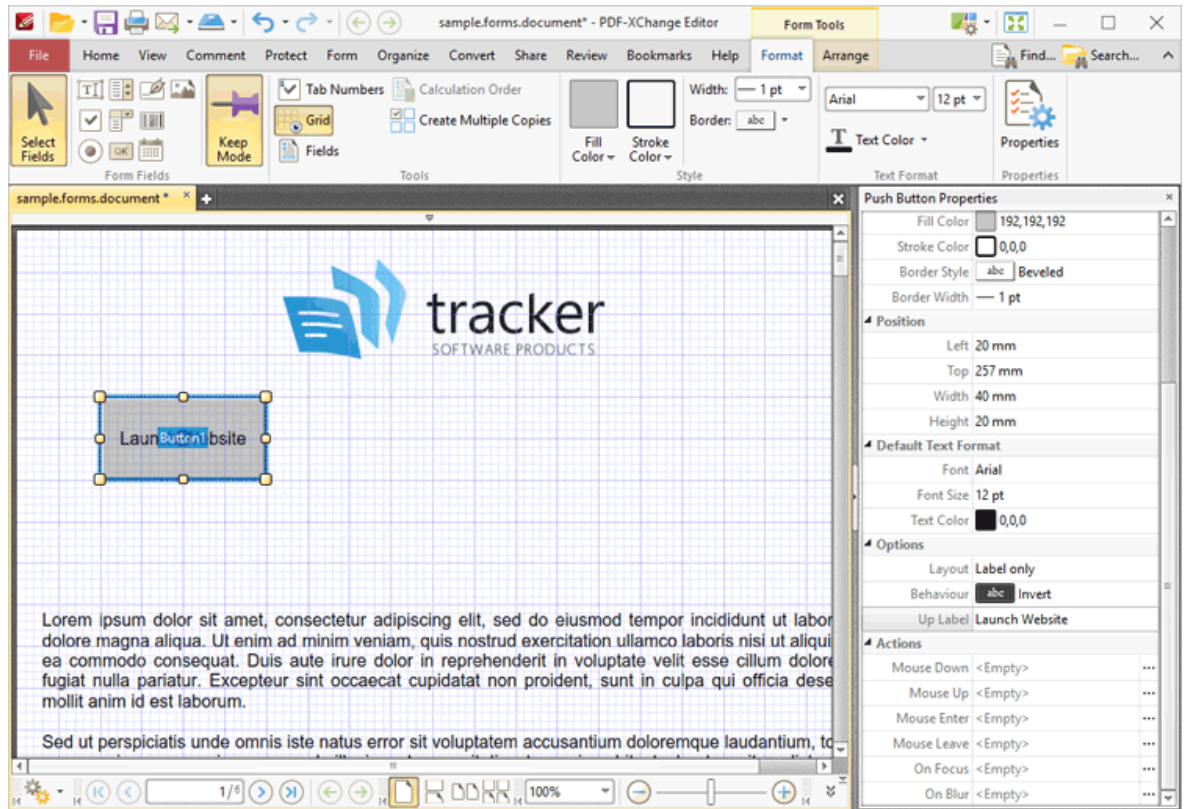 sample.forms.document* - PDF-XChange Editor
Form Tools
File Home View Comment Protect Form Organize Convert Share Review Bookmarks Help Format Arrange Find... Search...
Select Fields
OK
Keep Mode
Form Fields
Tab Numbers
Grid
Fields
Calculation Order
Create Multiple Copies
Tools
Fill Color
Stroke Color
Width: 1 pt
Border: abc
Style
Arial 12 pt
Text Color
Text Format
Properties
Properties
sample.forms.document *
tracker
SOFTWARE PRODUCTS
Laun Button1 bsite
Lorem ipsum dolor sit amet, consectetur adipiscing elit, sed do eiusmod tempor incididunt ut labor
dolore magna aliqua. Ut enim ad minim veniam, quis nostrud exercitation ullamco laboris nisi ut aliqui
ea commodo consequat. Duis aute irure dolor in reprehenderit in voluptate velit esse cillum dolore
fugiat nulla pariatur. Excepteur sint occaecat cupidatat non proident, sunt in culpa qui officia dese
mollit anim id est laborum.
Sed ut perspiciatis unde omnis iste natus error sit voluptatem accusantium doloremque laudantium, to
1/6
100%
Push Button Properties
Fill Color 192,192,192
Stroke Color 0,0,0
Border Style abc Beveled
Border Width 1 pt
Position
Left 20 mm
Top 257 mm
Width 40 mm
Height 20 mm
Default Text Format
Font Arial
Font Size 12 pt
Text Color 0,0,0
Options
Layout Label only
Behaviour abc Invert
Up Label Launch Website
Actions
Mouse Down <Empty> ...
Mouse Up <Empty> ...
Mouse Enter <Empty> ...
Mouse Leave <Empty> ...
On Focus <Empty> ...
On Blur <Empty> ...